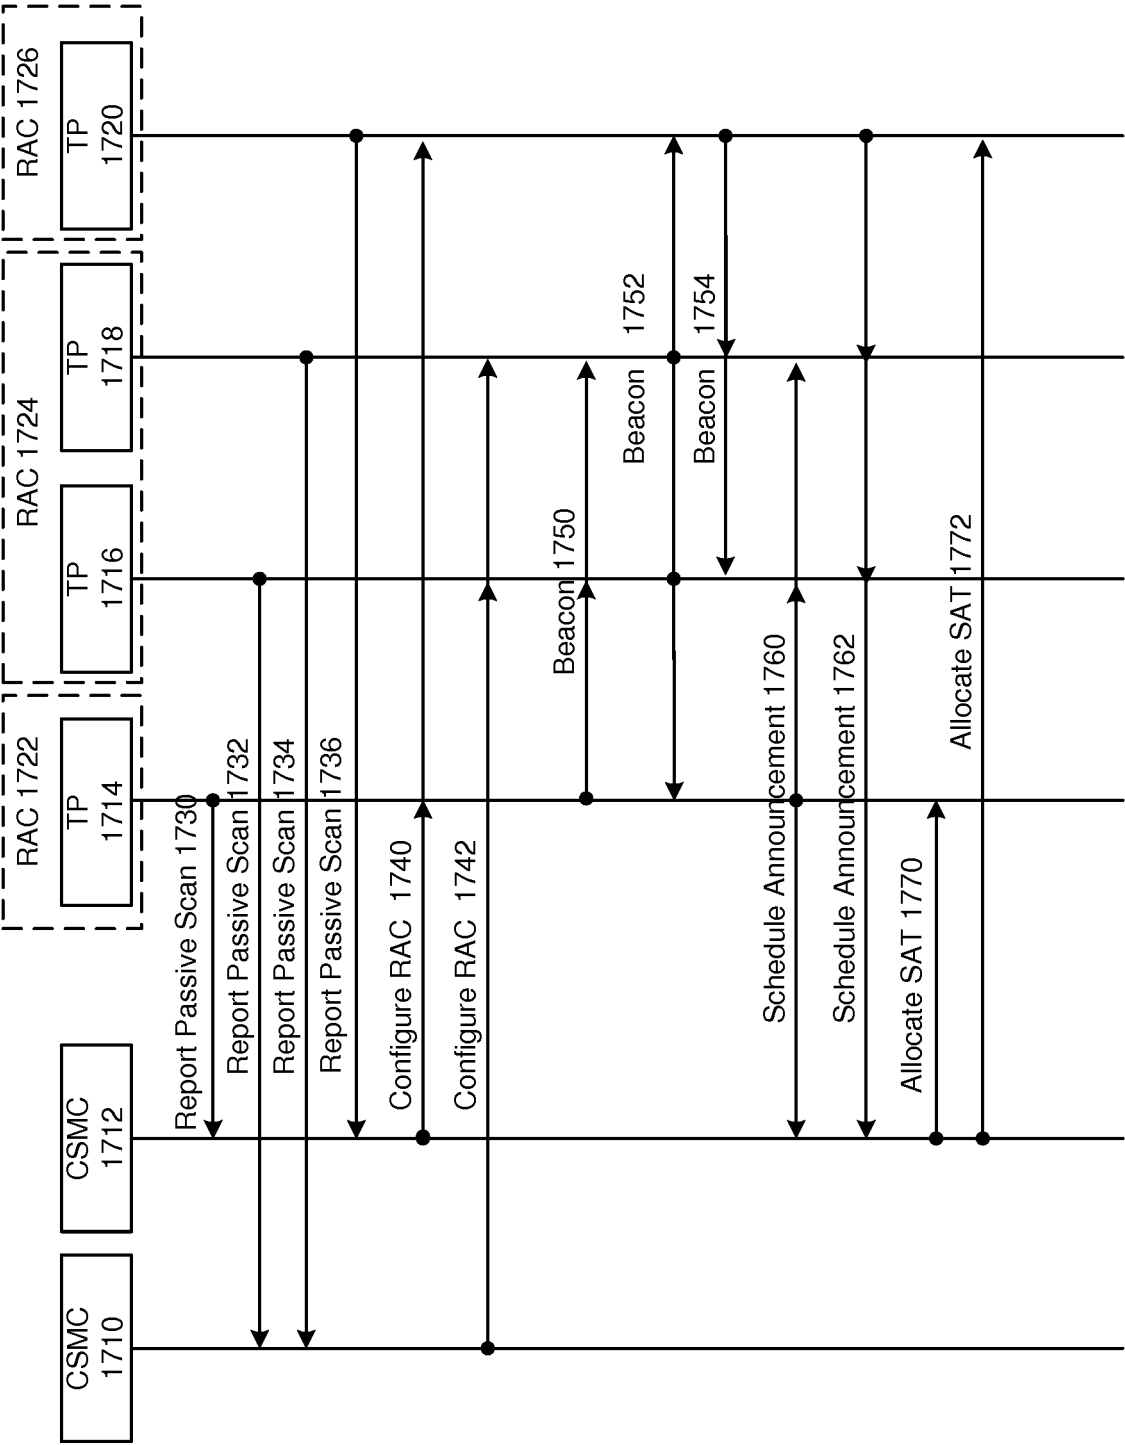 CSMC
1710
CSMC
1712
RAC 1722
TP
1714
RAC 1724
TP
1716
TP
1718
RAC 1726
TP
1720
Report Passive Scan 1730
Report Passive Scan 1732
Report Passive Scan 1734
Report Passive Scan 1736
Configure RAC 1740
Configure RAC 1742
Beacon 1750
Beacon 1752
Beacon 1754
Schedule Announcement 1760
Schedule Announcement 1762
Allocate SAT 1770
Allocate SAT 1772